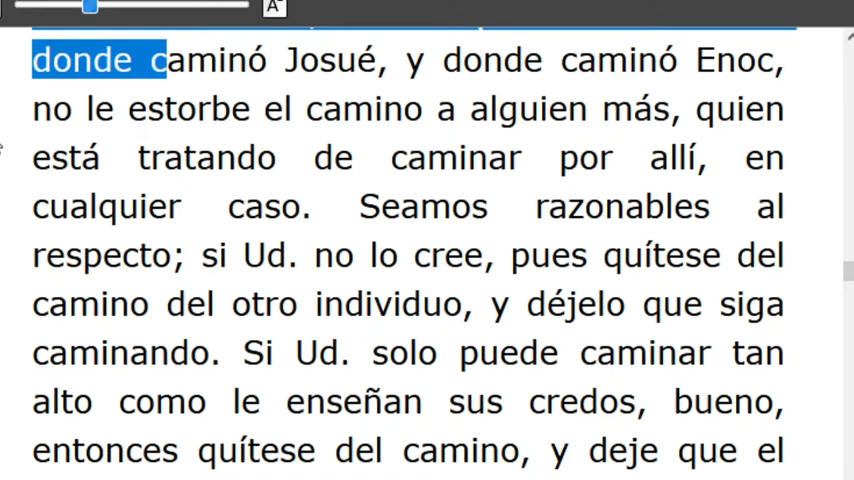 A
donde caminó Josué, y donde caminó Enoc,
no le estorbe el camino a alguien más, quien
está tratando de caminar por allí, en
cualquier caso. Seamos razonables al
respecto; si Ud. no lo cree, pues quítese del
camino del otro individuo, y déjelo que siga
caminando. Si Ud. solo puede caminar tan
alto como le enseñan sus credos, bueno,
entonces quítese del camino, y deje que el